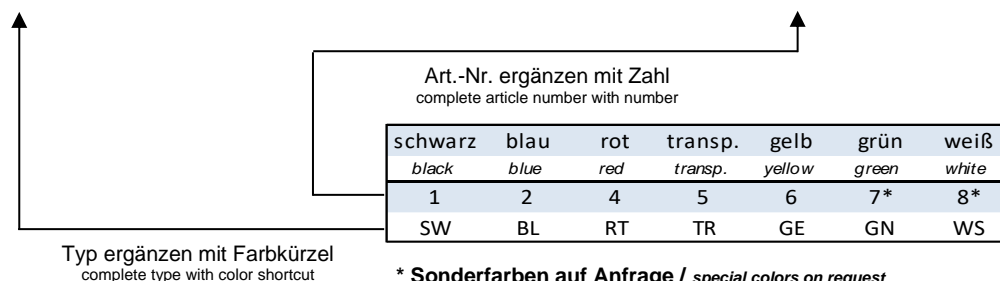 Art.-Nr. ergänzen mit Zahl
complete article number with number
schwarz blau rot transp. gelb grün weiß
black blue red transp. yellow green white
1 2 4 5 6 7* 8*
SW BL RT TR GE GN WS
Typ ergänzen mit Farbkürzel
complete type with color shortcut
* Sonderfarben auf Anfrage / special colors on request